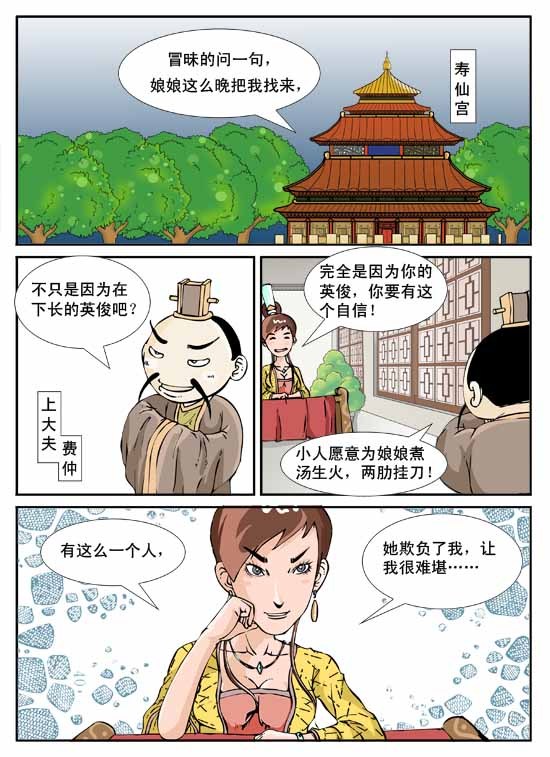 冒昧的问一句，
娘娘这么晚把我找来，
寿仙宫
不只是因为在
下长的英俊吧？
上大夫
费仲
完全是因为你的
英俊，你要有这
个自信！
小人愿意为娘娘煮
汤生火，两肋挂刀！
有这么一个人，
她欺负了我，让
我很难堪……